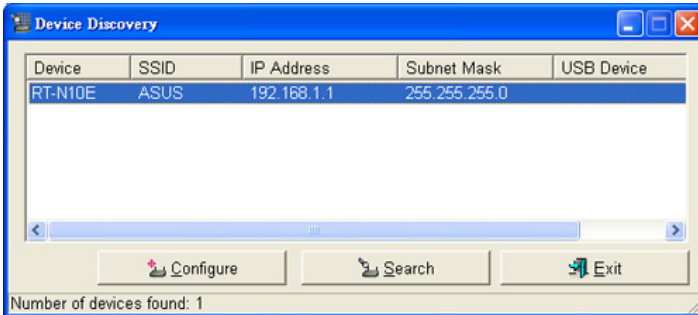 Device Discovery
Device SSID IP Address Subnet Mask USB Device
RT-N10E ASUS 192.168.1.1 255.255.255.0
Configure Search Exit
Number of devices found: 1